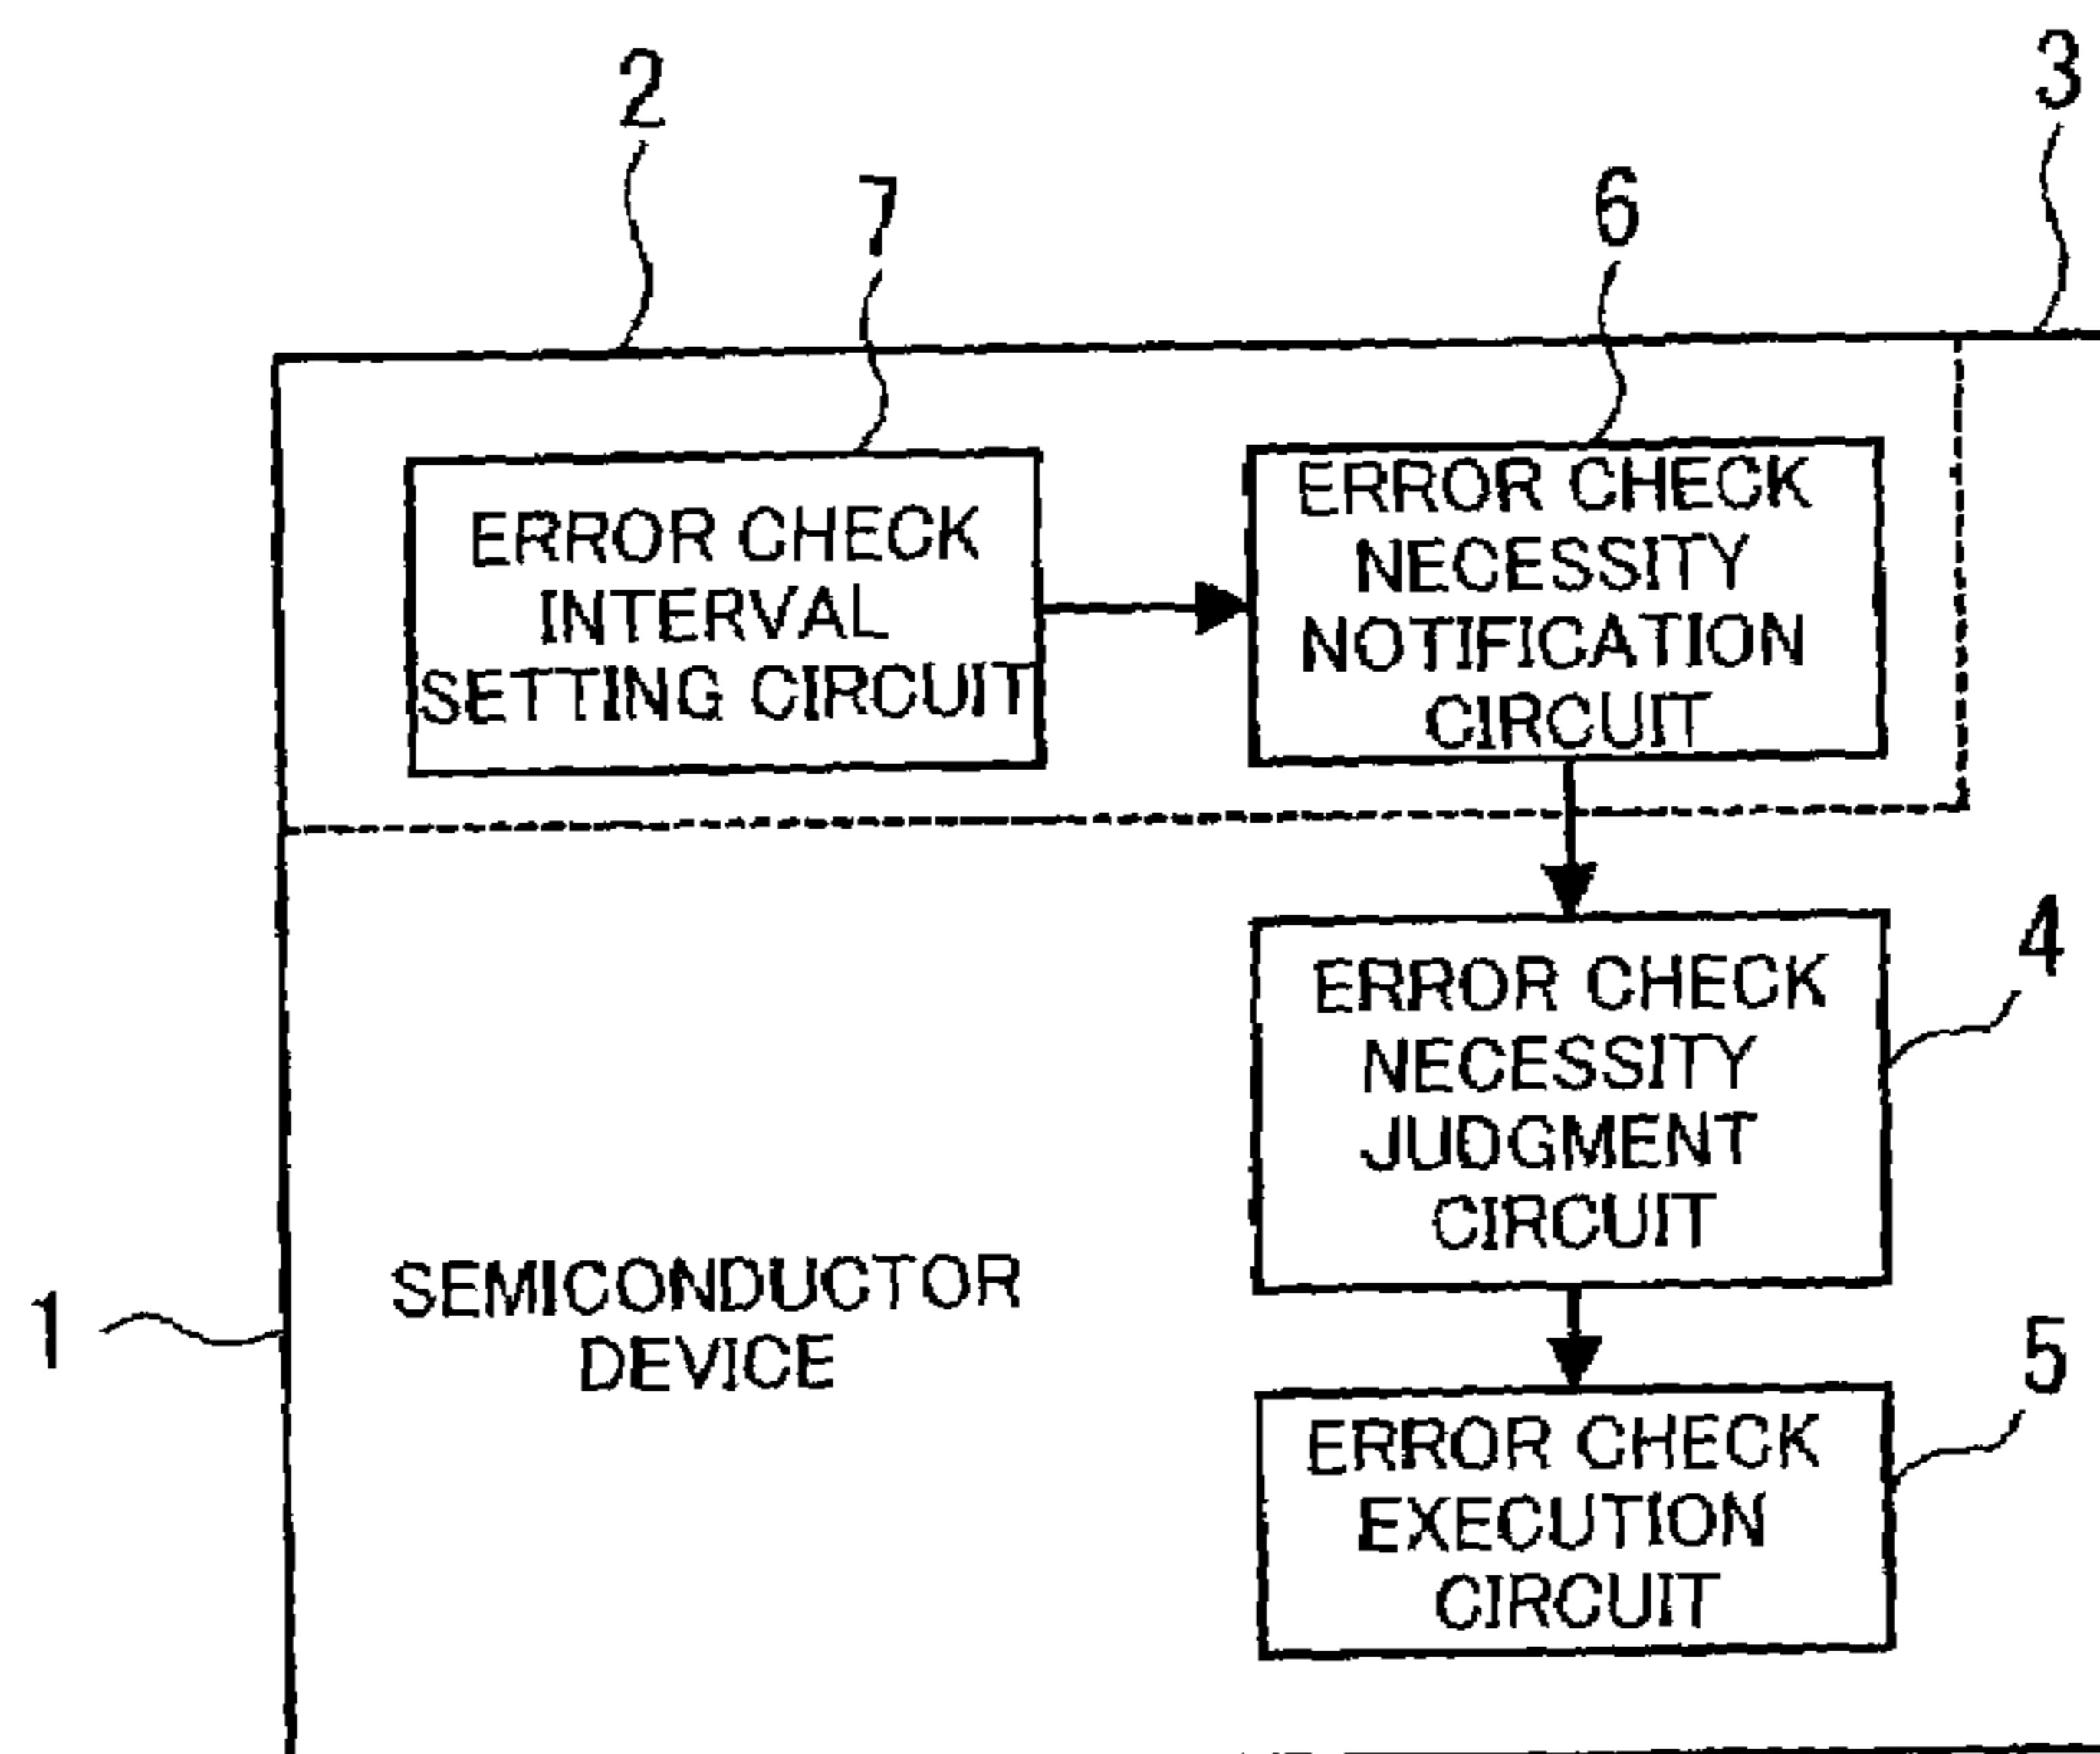 2
3
7
6
ERROR CHECK
INTERVAL
SETTING CIRCUIT
ERROR CHECK
NECESSITY
NOTIFICATION
CIRCUIT
4
ERROR CHECK
NECESSITY
JUDGMENT
CIRCUIT
1
SEMICONDUCTOR
DEVICE
5
ERROR CHECK
EXECUTION
CIRCUIT